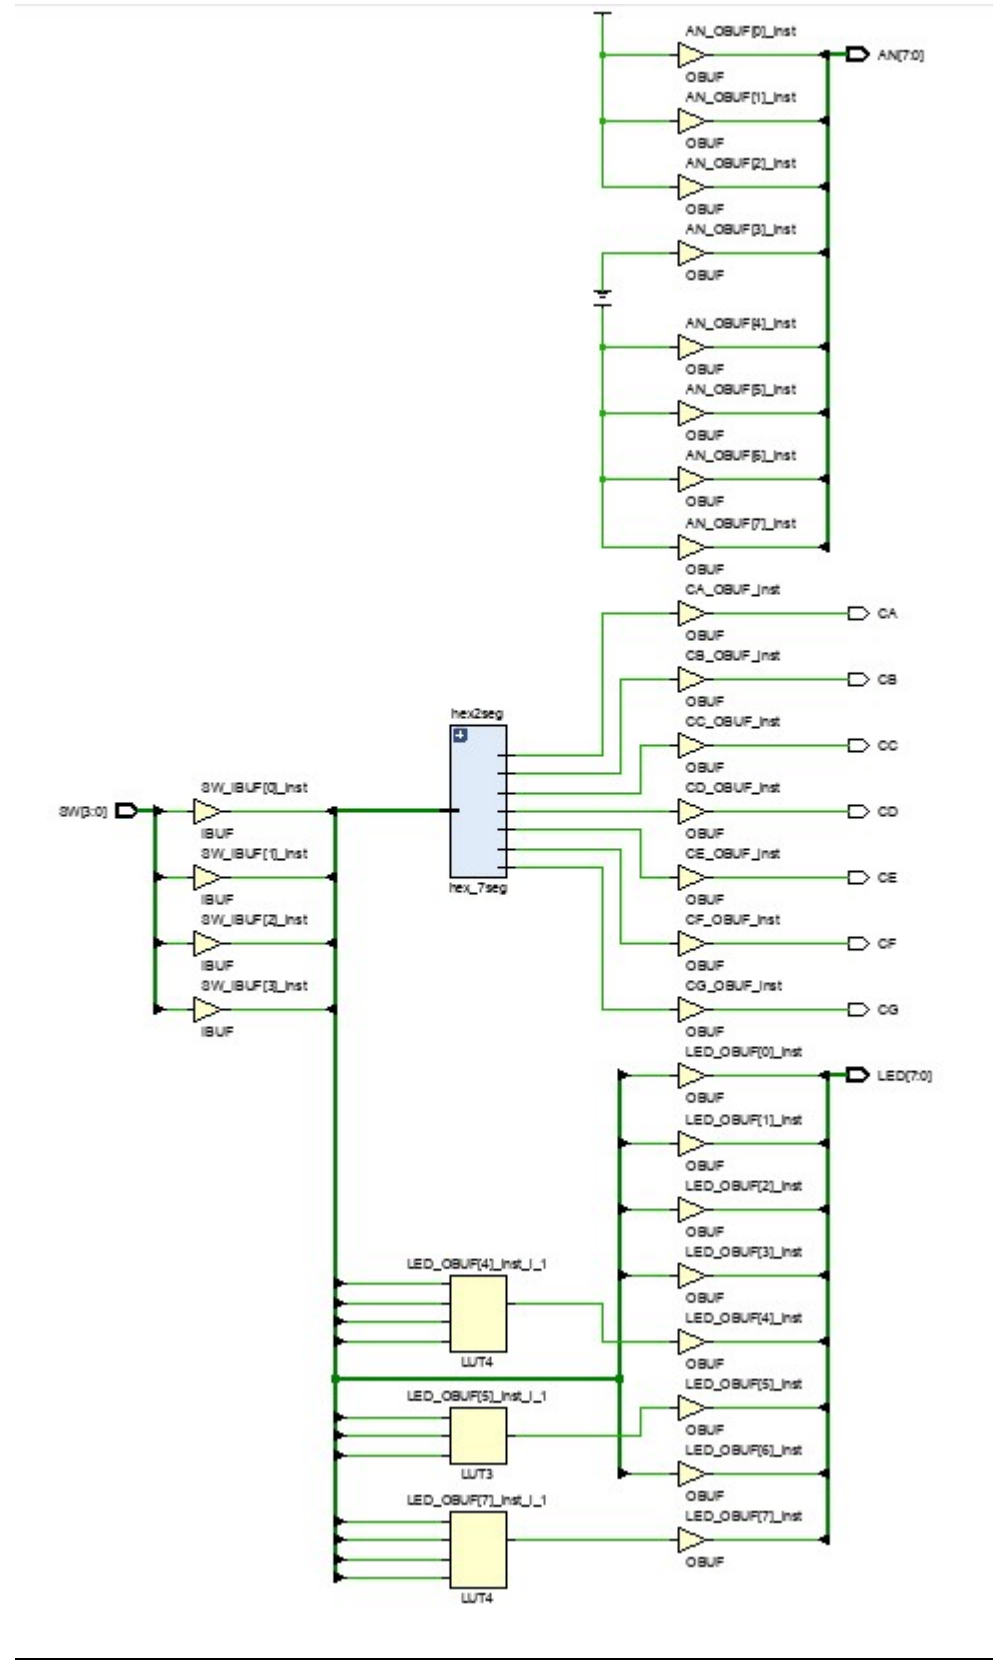 AN_OBUF[0]_inst
AN[7:0]
OBUF
AN_OBUF[1]_inst
OBUF
AN_OBUF[2]_inst
OBUF
AN_OBUF[3]_inst
OBUF
AN_OBUF[4]_inst
OBUF
AN_OBUF[5]_inst
OBUF
AN_OBUF[6]_inst
OBUF
AN_OBUF[7]_inst
OBUF
CA_OBUF_inst
CA
OBUF
CB_OBUF_inst
CB
OBUF
hex2seg
CC_OBUF_inst
CC
OBUF
SW_IBUF[0]_inst
CD_OBUF_inst
SW[3:0]
CD
IBUF
OBUF
SW_IBUF[1]_inst
CE_OBUF_inst
CE
hex_7seg
IBUF
OBUF
SW_IBUF[2]_inst
CF_OBUF_inst
CF
IBUF
OBUF
SW_IBUF[3]_inst
CG_OBUF_inst
CG
IBUF
OBUF
LED_OBUF[0]_inst
LED[7:0]
OBUF
LED_OBUF[1]_inst
OBUF
LED_OBUF[2]_inst
OBUF
LED_OBUF[3]_inst
LED_OBUF[4]_inst_i_1
OBUF
LED_OBUF[4]_inst
LUT4
OBUF
LED_OBUF[5]_inst
LED_OBUF[5]_inst_i_1
OBUF
LED_OBUF[6]_inst
LUT3
OBUF
LED_OBUF[7]_inst_i_1
LED_OBUF[7]_inst
OBUF
LUT4